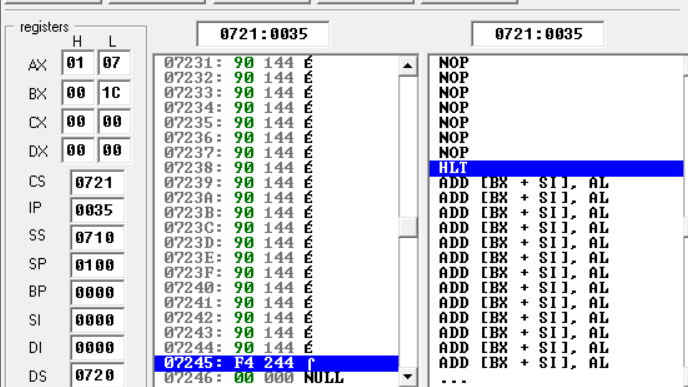 0721:0035 0721:0035
registers
H L
AX 01 07
BX 00 1C
CX 00 00
DX 00 00
CS 0721
IP 0035
SS 0710
SP 0100
BP 0000
SI 0000
DI 0000
DS 0720
07231: 90 144 É
07232: 90 144 É
07233: 90 144 É
07234: 90 144 É
07235: 90 144 É
07236: 90 144 É
07237: 90 144 É
07238: 90 144 É
07239: 90 144 É
0723A: 90 144 É
0723B: 90 144 É
0723C: 90 144 É
0723D: 90 144 É
0723E: 90 144 É
0723F: 90 144 É
07240: 90 144 É
07241: 90 144 É
07242: 90 144 É
07243: 90 144 É
07244: 90 144 É
07245: F4 244 ⌠
07246: 00 000 NULL
NOP
NOP
NOP
NOP
NOP
NOP
NOP
HLT
ADD [BX + SI], AL
ADD [BX + SI], AL
ADD [BX + SI], AL
ADD [BX + SI], AL
ADD [BX + SI], AL
ADD [BX + SI], AL
ADD [BX + SI], AL
ADD [BX + SI], AL
ADD [BX + SI], AL
ADD [BX + SI], AL
ADD [BX + SI], AL
ADD [BX + SI], AL
ADD [BX + SI], AL
...